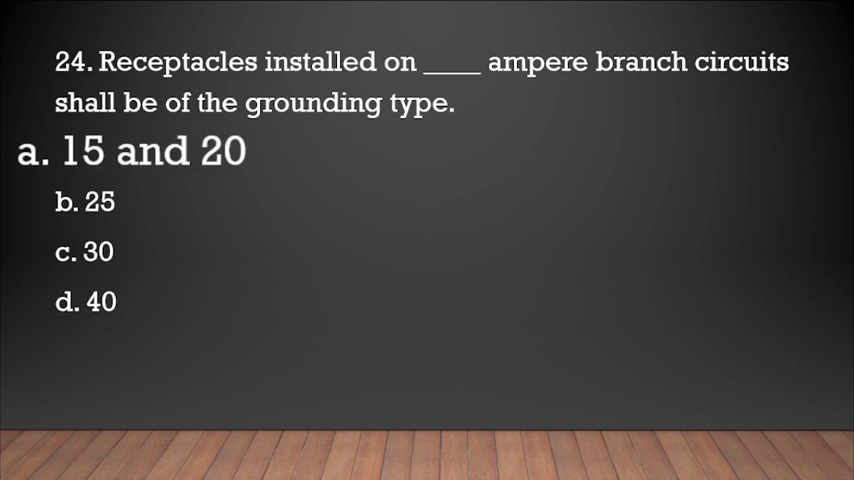 24. Receptacles installed on ____ ampere branch circuits
shall be of the grounding type.
a. 15 and 20
b. 25
c. 30
d. 40